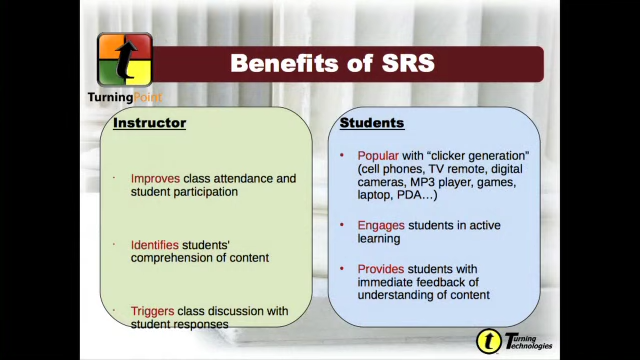 Benefits of SRS
TurningPoint
Instructor
Improves class attendance and
student participation
Identifies students'
comprehension of content
Triggers class discussion with
student responses
Students
• Popular with “clicker generation”
(cell phones, TV remote, digital
cameras, MP3 player, games,
laptop, PDA…)
• Engages students in active
learning
• Provides students with
immediate feedback of
understanding of content
Turning
Technologies